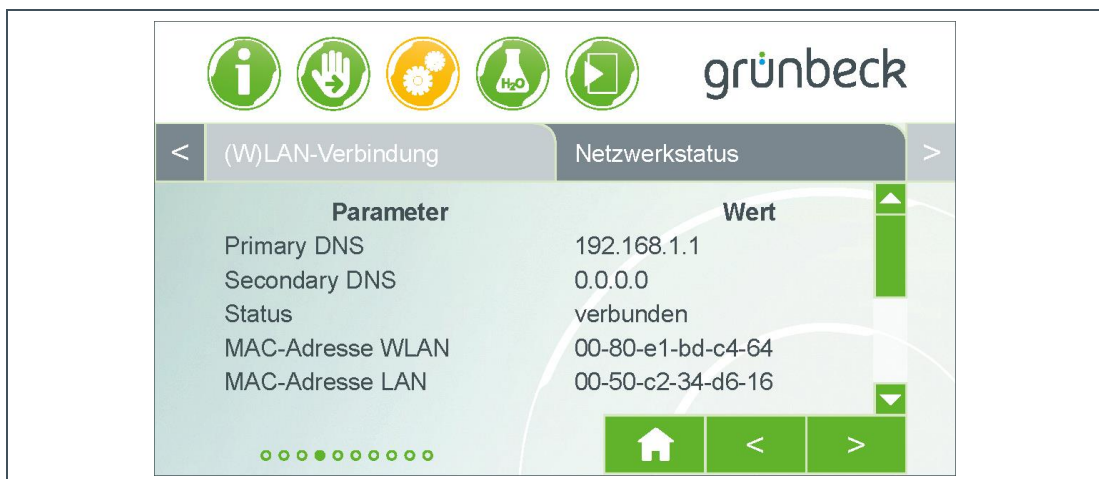 H₂O
grünbeck
< (W)LAN-Verbindung Netzwerkstatus >
Parameter Wert
Primary DNS 192.168.1.1
Secondary DNS 0.0.0.0
Status verbunden
MAC-Adresse WLAN 00-80-e1-bd-c4-64
MAC-Adresse LAN 00-50-c2-34-d6-16
< >